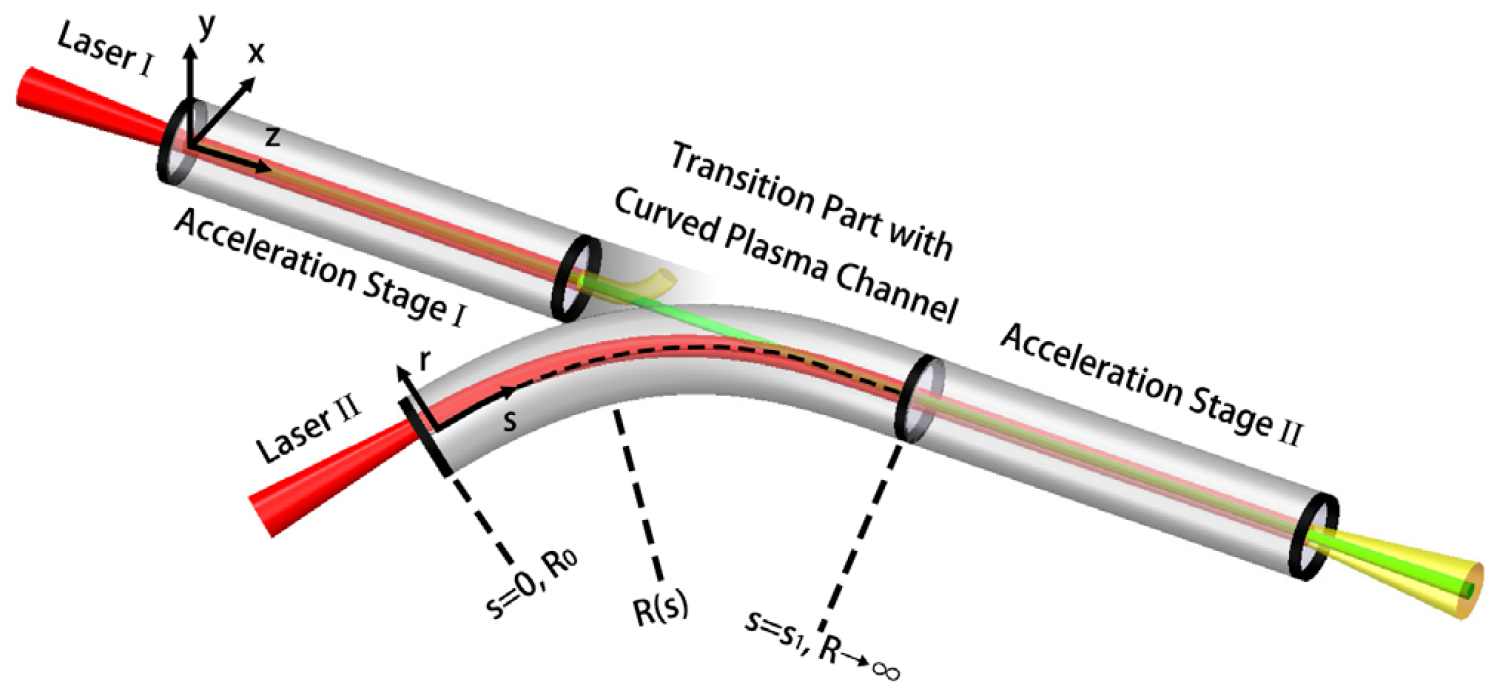 Laser I
y
x
z
Acceleration Stage I
Transition Part with
Curved Plasma Channel
Acceleration Stage II
r
s
Laser II
s=0, R₀
R(s)
s=s₁, R→∞